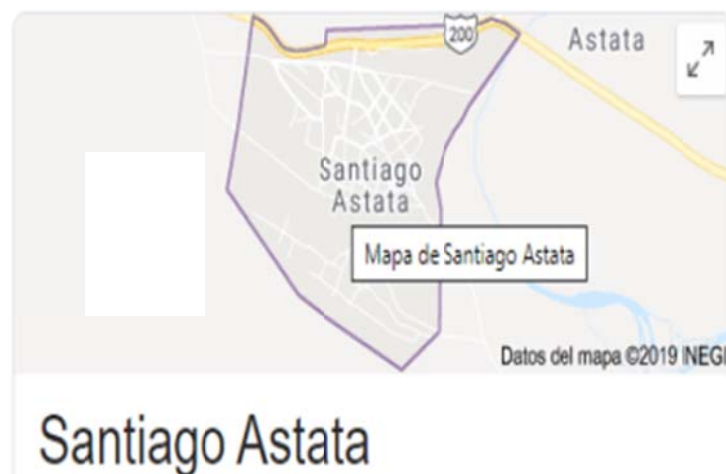 200
Astata
Santiago
Astata
Mapa de Santiago Astata
Datos del mapa ©2019 INEGI
Santiago Astata